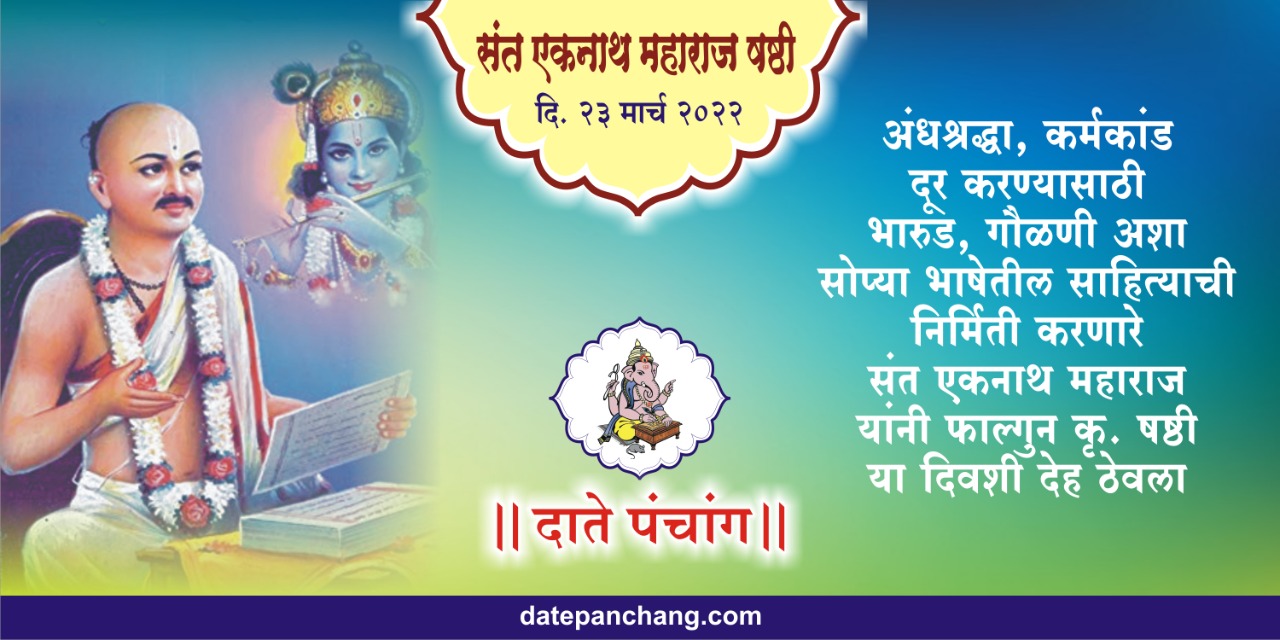 संत एकनाथ महाराज षष्ठी
दि. २३ मार्च २०२२
अंधश्रद्धा, कर्मकांड
दूर करण्यासाठी
भारुड, गौळणी अशा
सोप्या भाषेतील साहित्याची
निर्मिती करणारे
संत एकनाथ महाराज
यांनी फाल्गुन कृ. षष्ठी
या दिवशी देह ठेवला
॥ दाते पंचांग॥
datepanchang.com